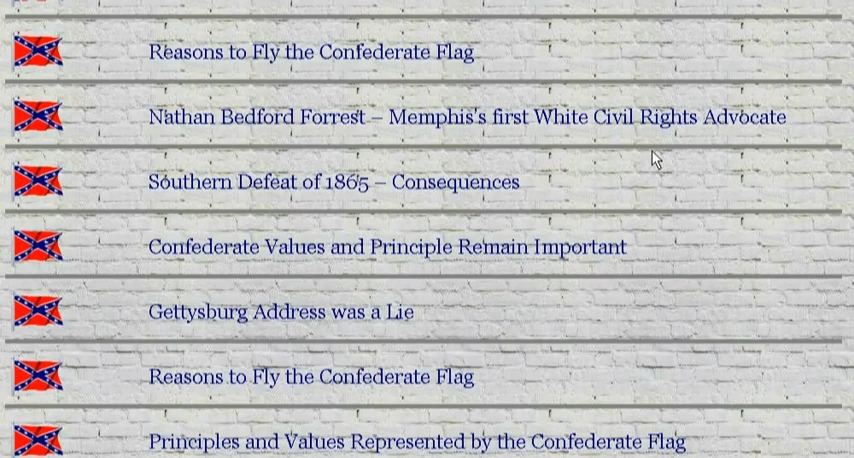 Reasons to Fly the Confederate Flag
Nathan Bedford Forrest – Memphis's first White Civil Rights Advocate
Southern Defeat of 1865 – Consequences
Confederate Values and Principle Remain Important
Gettysburg Address was a Lie
Reasons to Fly the Confederate Flag
Principles and Values Represented by the Confederate Flag